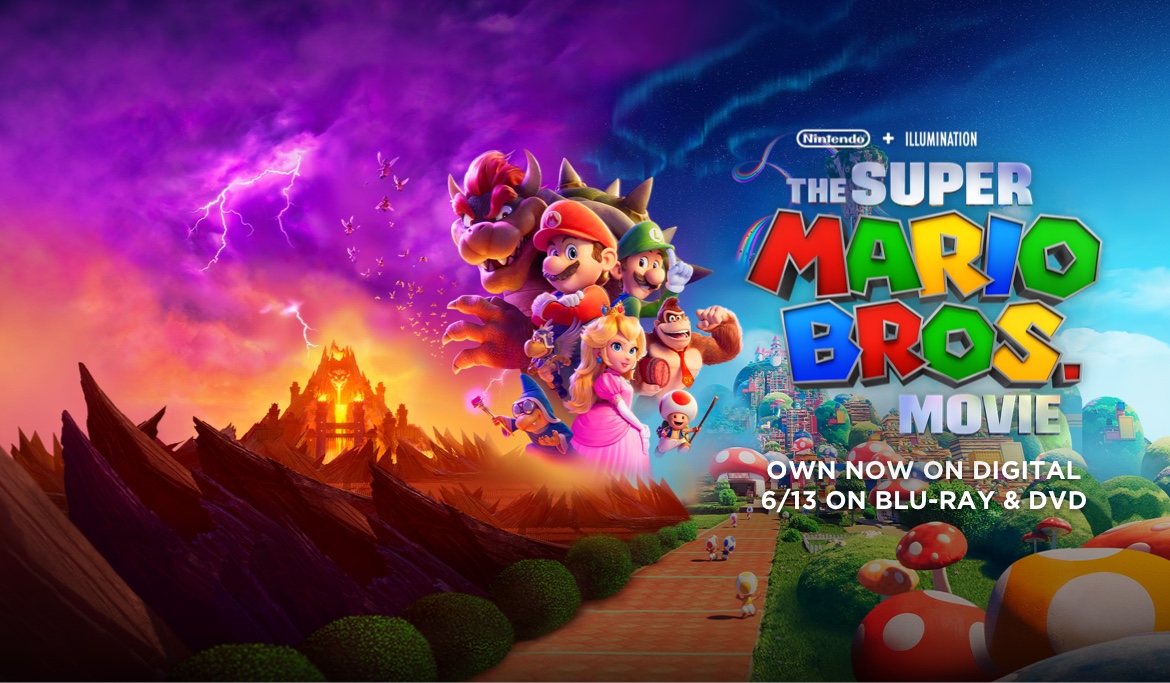 Nintendo + ILLUMINATION
THE SUPER
MARIO
BROS.
MOVIE
OWN NOW ON DIGITAL
6/13 ON BLU-RAY & DVD